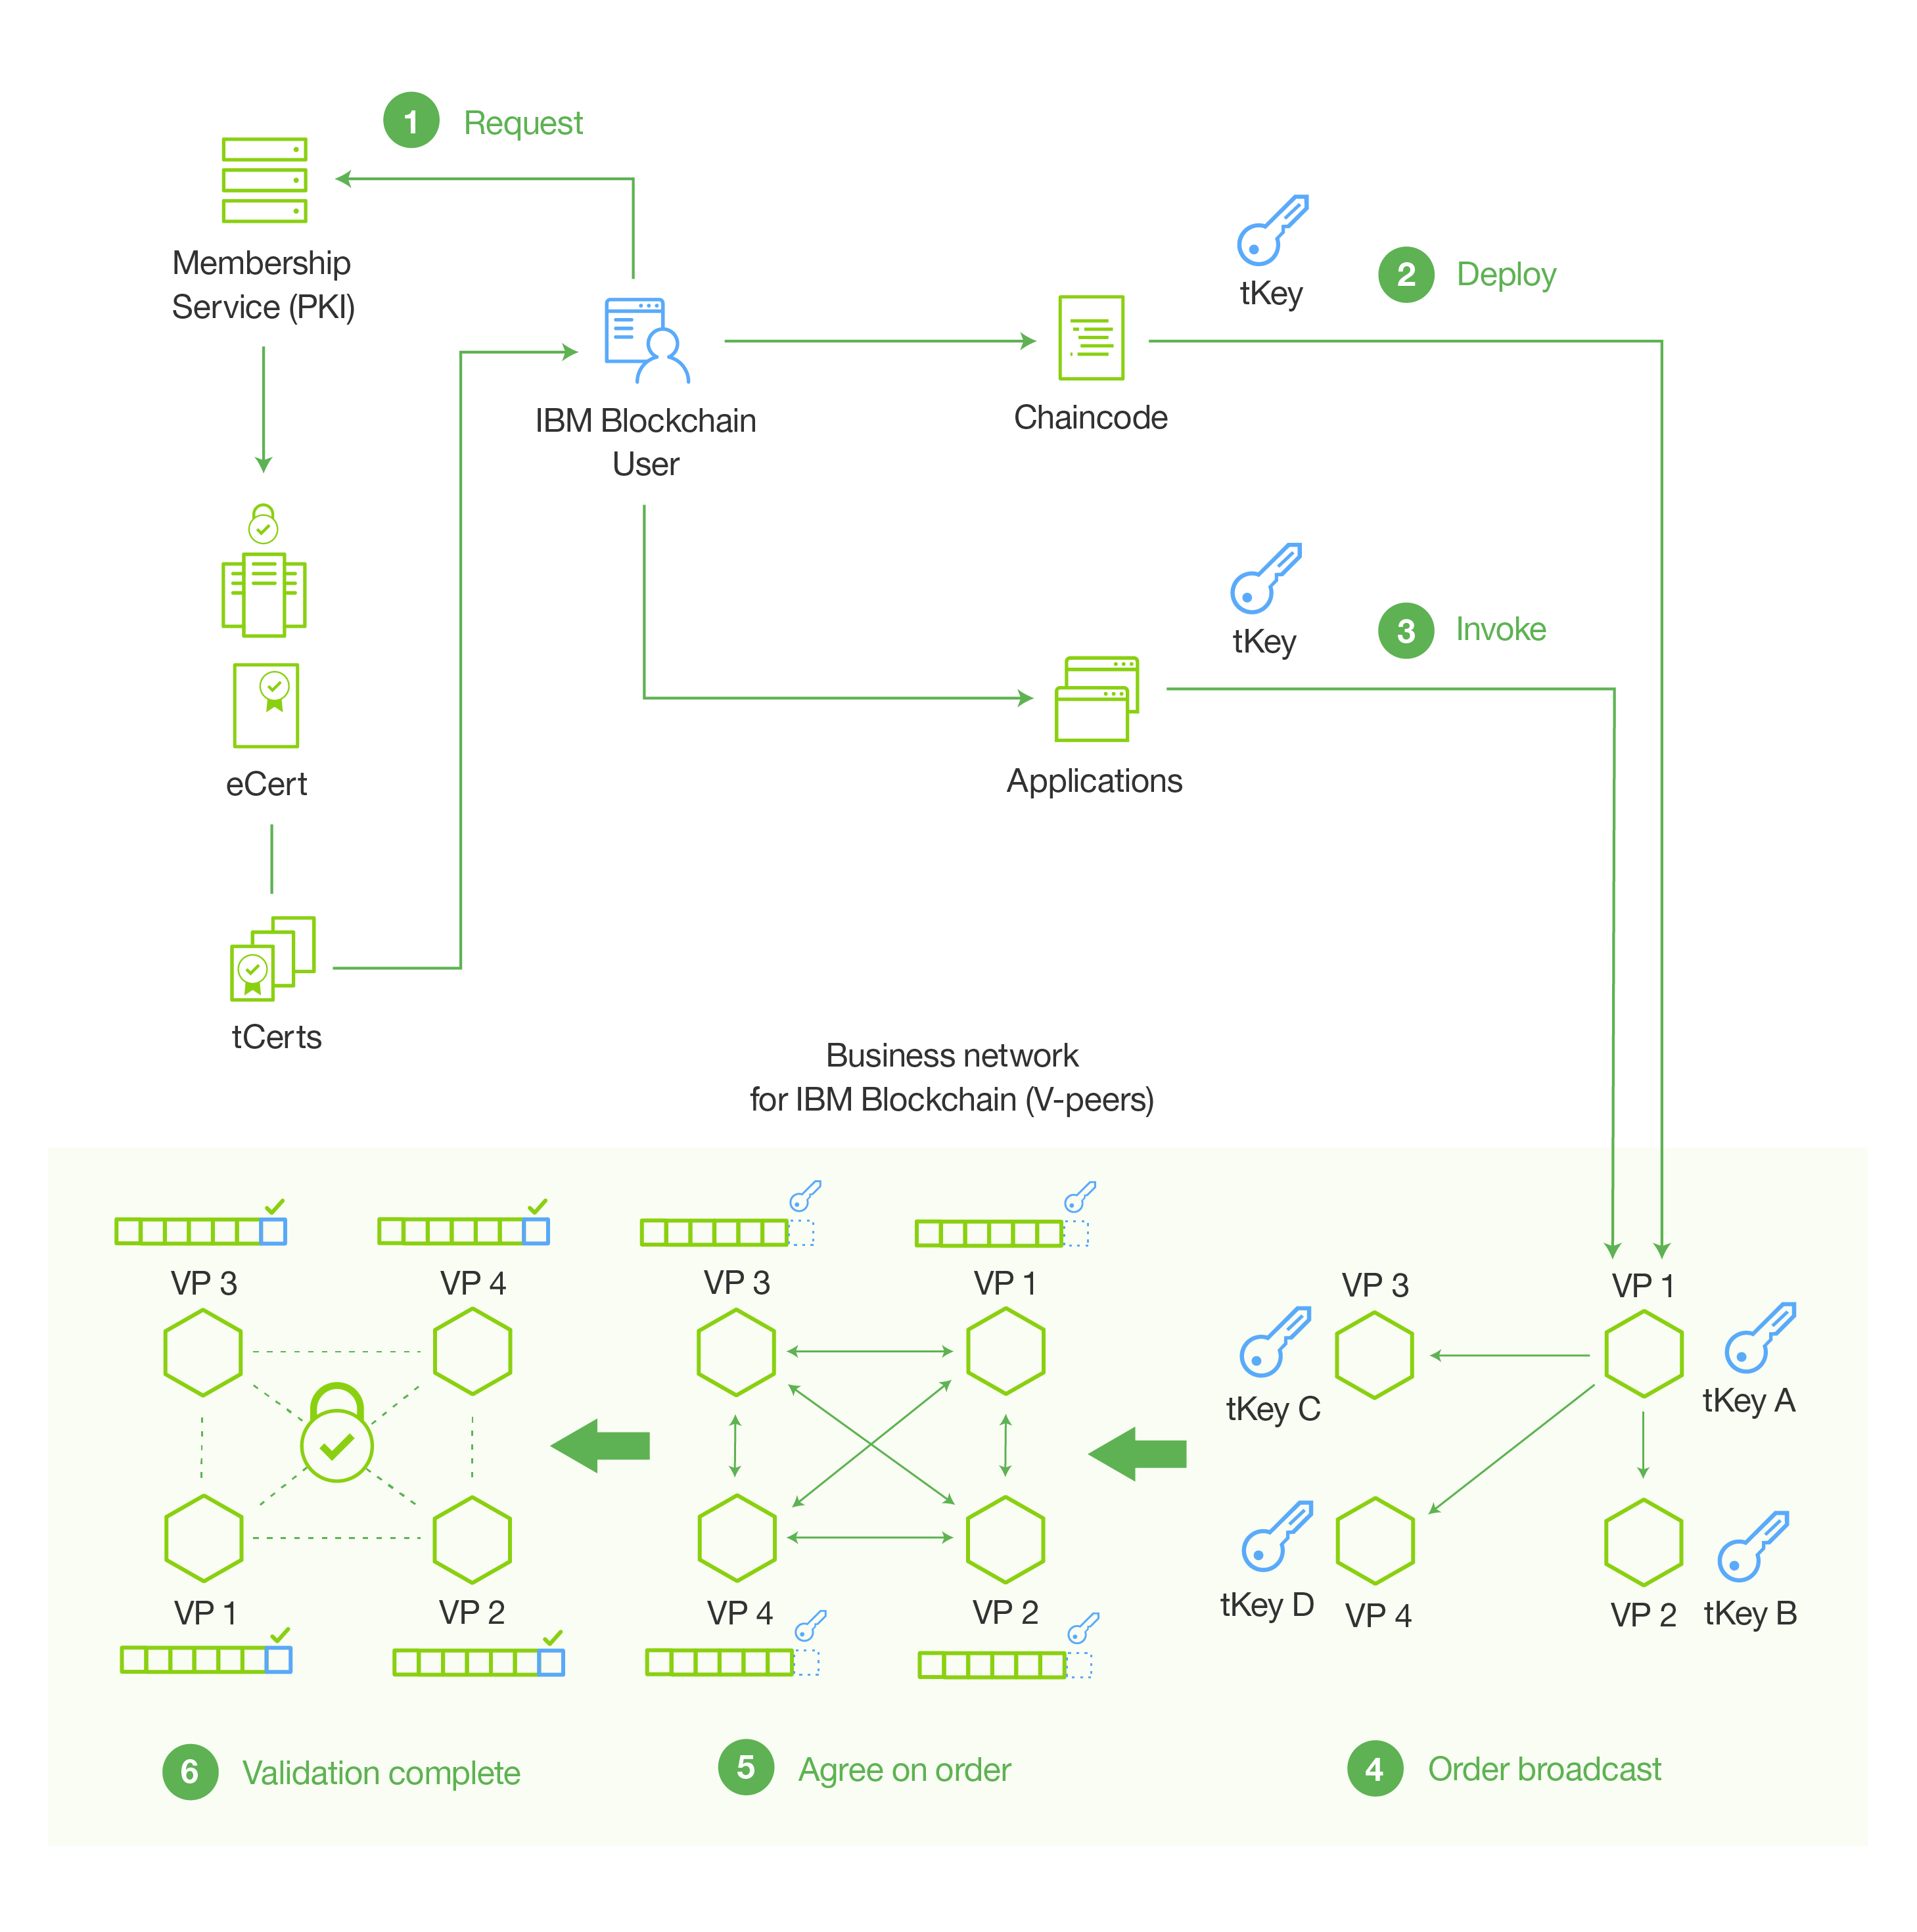 1 Request
Membership
Service (PKI)
tKey
2 Deploy
IBM Blockchain
User
Chaincode
tKey
3 Invoke
eCert
Applications
tCerts
Business network
for IBM Blockchain (V-peers)
VP 3
VP 4
VP 3
VP 1
VP 3
VP 1
tKey C
tKey A
VP 1
VP 2
VP 4
VP 2
tKey D
VP 4
VP 2
tKey B
6 Validation complete
5 Agree on order
4 Order broadcast